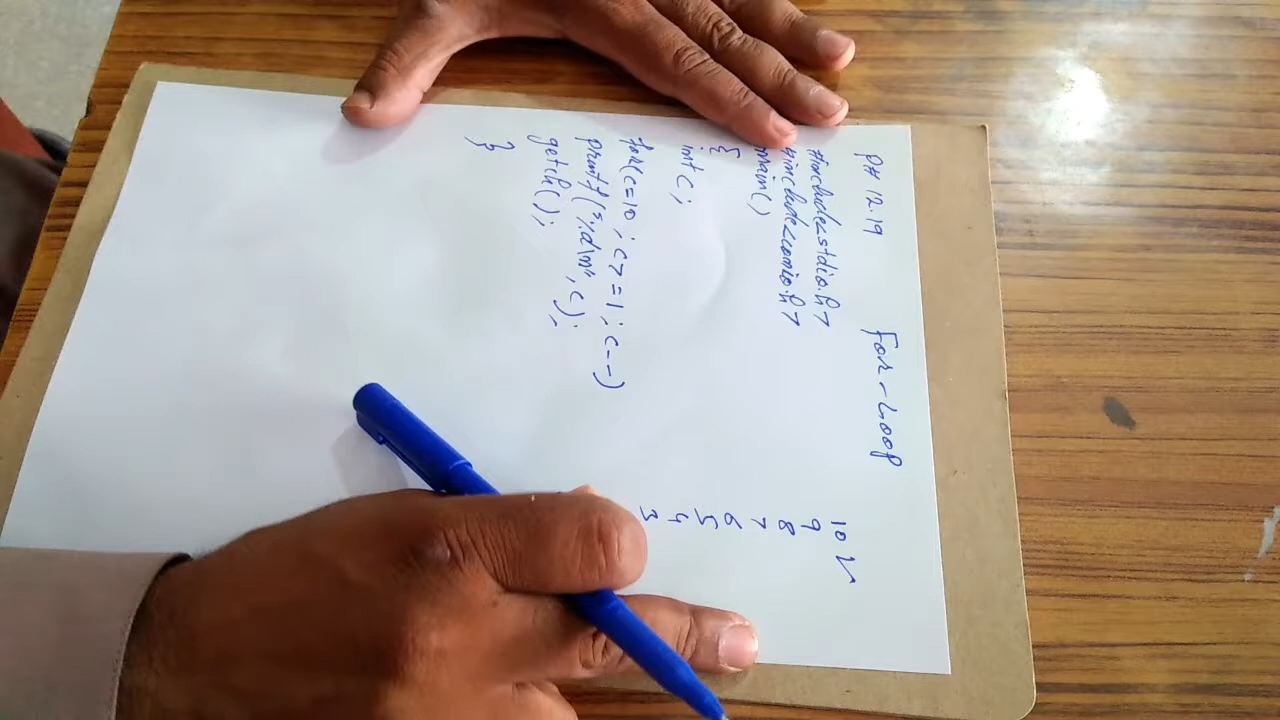 P# 12.19
For-Loop
#include<stdio.h>
#include<conio.h>
main()
{
int c;
for(c=10; c>=1; c--)
printf("%d\n", c);
getch();
}
10
9
8
7
6
5
4
3